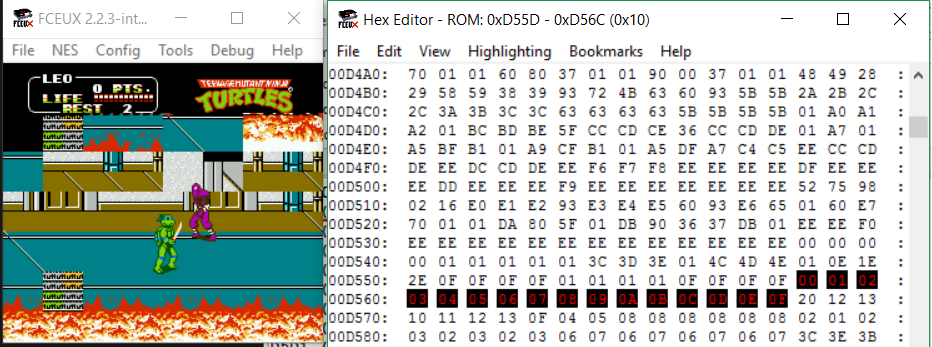 FCEUX 2.2.3-int...
File NES Config Tools Debug Help
LEO
0 PTS.
LIFE
REST 2
TEENAGE MUTANT NINJA
TURTLES
Hex Editor - ROM: 0xD55D - 0xD56C (0x10)
File Edit View Highlighting Bookmarks Help
00D4A0: 70 01 01 60 80 37 01 01 90 00 37 01 01 48 49 28 :
00D4B0: 29 58 59 38 39 93 72 4B 63 60 93 5B 5B 2A 2B 2C :
00D4C0: 2C 3A 3B 3C 3C 63 63 63 63 5B 5B 5B 5B 01 A0 A1 :
00D4D0: A2 01 BC BD BE 5F CC CD CE 36 CC CD DE 01 A7 01 :
00D4E0: A5 BF B1 01 A9 CF B1 01 A5 DF A7 C4 C5 EE CC CD :
00D4F0: DE EE DC CD DE EE F6 F7 F8 EE EE EE EE DF EE EE :
00D500: EE DD EE EE EE F9 EE EE EE EE EE EE EE 52 75 98 :
00D510: 02 16 E0 E1 E2 93 E3 E4 E5 60 93 E6 65 01 60 E7 :
00D520: 70 01 01 DA 80 5F 01 DB 90 36 37 DB 01 EE EE F0 :
00D530: EE EE EE EE EE EE EE EE EE EE EE EE EE 00 00 00 :
00D540: 00 01 01 01 01 01 3C 3D 3E 01 4C 4D 4E 01 0E 1E :
00D550: 2E 0F 0F 0F 0F 01 01 01 01 0F 0F 0F 0F 00 01 02 :
00D560: 03 04 05 06 07 08 09 0A 0B 0C 0D 0E 0F 20 12 13 :
00D570: 10 11 12 13 0F 04 05 08 08 08 08 08 08 02 01 02 :
00D580: 03 02 03 02 03 06 07 06 07 06 07 06 07 3C 3E 3B :